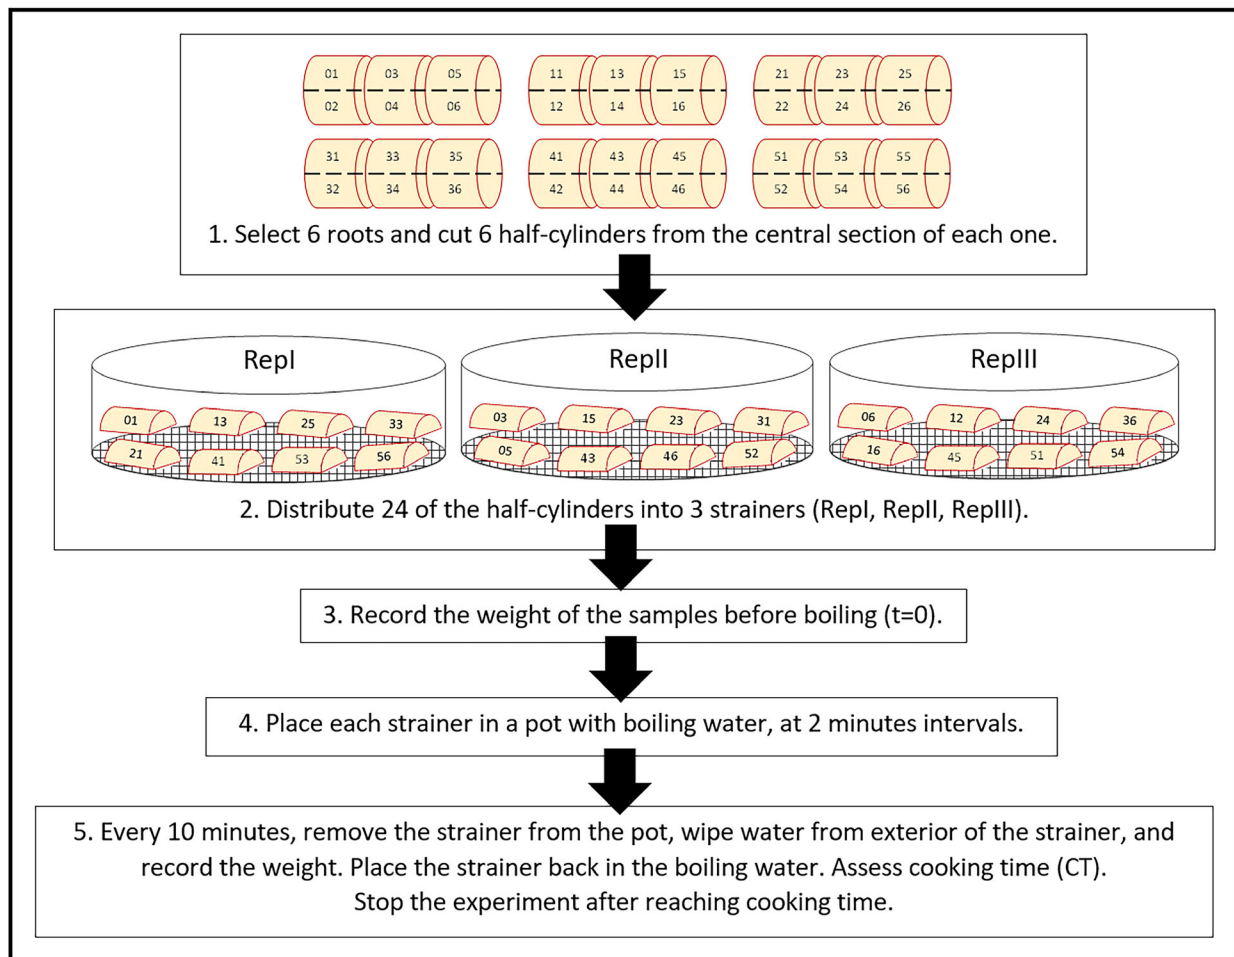 01 03 05 11 13 15 21 23 25
02 04 06 12 14 16 22 24 26
31 33 35 41 43 45 51 53 55
32 34 36 42 44 46 52 54 56
1. Select 6 roots and cut 6 half-cylinders from the central section of each one.
RepI RepII RepIII
01 13 25 33 03 15 23 31 06 12 24 36
21 41 53 56 05 43 46 52 16 45 51 54
2. Distribute 24 of the half-cylinders into 3 strainers (RepI, RepII, RepIII).
3. Record the weight of the samples before boiling (t=0).
4. Place each strainer in a pot with boiling water, at 2 minutes intervals.
5. Every 10 minutes, remove the strainer from the pot, wipe water from exterior of the strainer, and
record the weight. Place the strainer back in the boiling water. Assess cooking time (CT).
Stop the experiment after reaching cooking time.